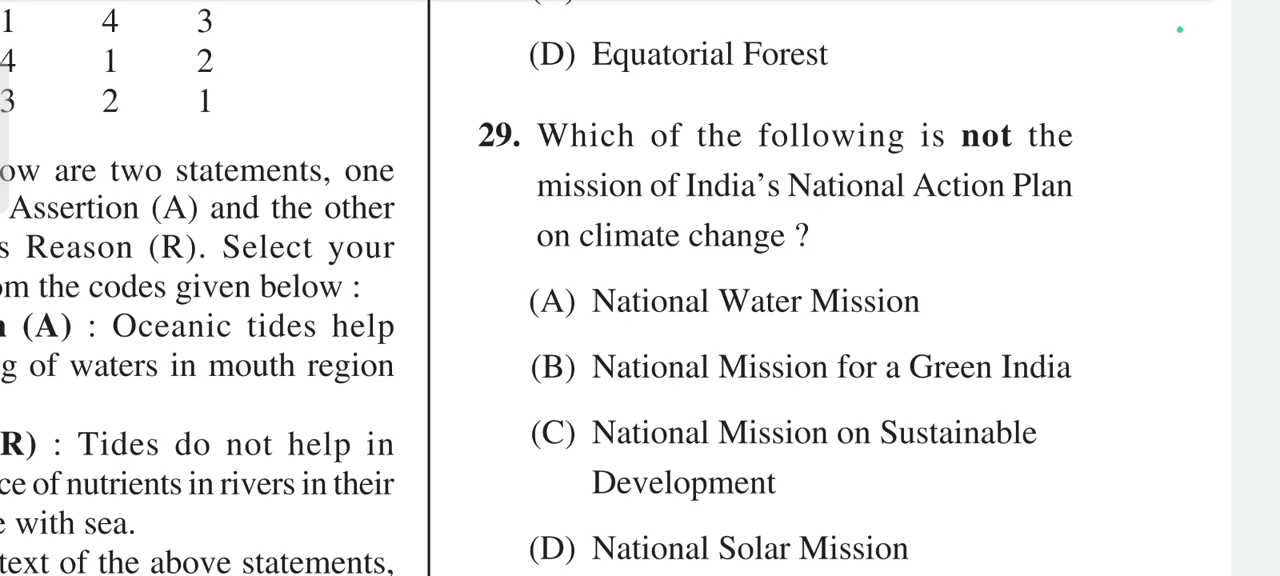 1 4 3
4 1 2
3 2 1
ow are two statements, one
Assertion (A) and the other
s Reason (R). Select your
om the codes given below :
(A) : Oceanic tides help
g of waters in mouth region
R) : Tides do not help in
ce of nutrients in rivers in their
e with sea.
text of the above statements,
(D) Equatorial Forest
29. Which of the following is not the
mission of India’s National Action Plan
on climate change ?
(A) National Water Mission
(B) National Mission for a Green India
(C) National Mission on Sustainable
Development
(D) National Solar Mission